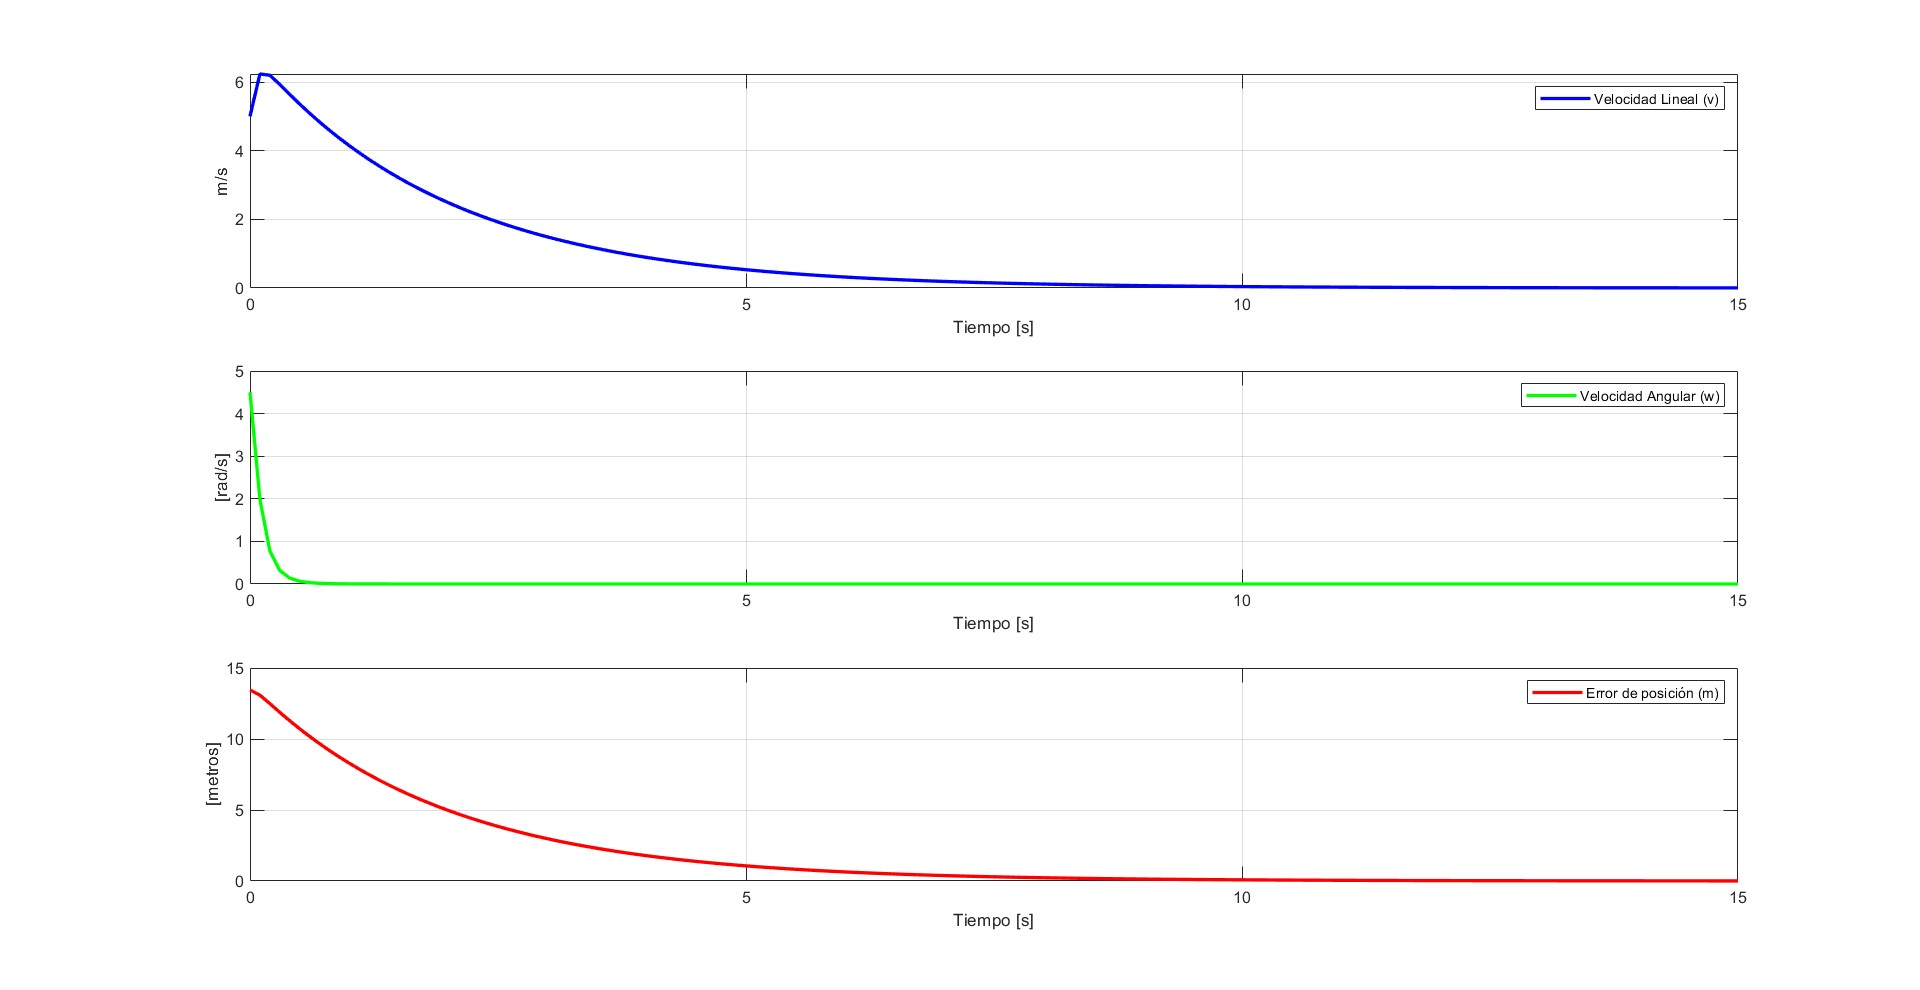 6
4
2
0
m/s
Velocidad Lineal (v)
0 5 10 15
Tiempo [s]
5
4
3
2
1
0
[rad/s]
Velocidad Angular (w)
0 5 10 15
Tiempo [s]
15
10
5
0
[metros]
Error de posición (m)
0 5 10 15
Tiempo [s]